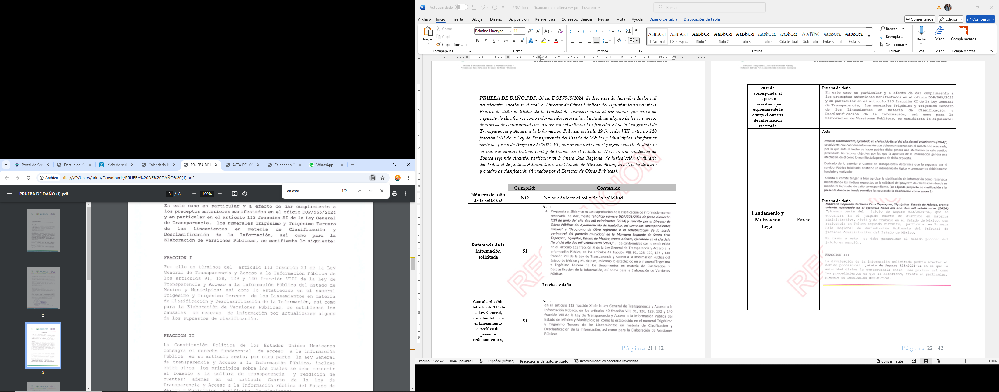 Portal de Ser
Detalle del S
Inicio de ses
Calendario in
PRUEBA DE
ACTA DEL CO
Calendario C
WhatsApp
Archivo
file:///C:/Users/arkin/Downloads/PRUEBA%20DE%20DAÑO%20(1).pdf
en este
1/2
PRUEBA DE DAÑO (1).pdf
3 / 8
100%
1
2
3
En este caso en particular y a efecto de dar cumplimiento a
los preceptos anteriores manifestados en el oficio DOP/565/2024
y en particular en el artículo 113 fracción XI de la Ley General
de Transparencia, los numerales Trigésimo y Trigésimo Tercero
de los Lineamientos en materia de Clasificación y
Desclasificación de la Información, así como para la
Elaboración de Versiones Públicas, se manifiesta lo siguiente:
FRACCION I
Por ello en términos del artículo 113 fracción XI de la Ley
General de Transparencia y Acceso a la Información Pública de
los artículos 91, 128, 129 y 140 fracción VIII de la Ley de
Transparencia y Acceso a la información Pública del Estado de
México y Municipios; así como lo establecido en el numeral
Trigésimo y Trigésimo Tercero de los Lineamientos en materia
de Clasificación y Desclasificación de la Información, así como
para la Elaboración de Versiones Públicas, se establecen los
causales de reserva de información por actualizarse alguno
de los supuestos de clasificación.
FRACCION II
La Constitución Política de los Estados Unidos Mexicanos
consagra el derecho fundamental de acceso a la información
Publica en su artículo sexto; por otra parte la Ley General
de transparencia y Acceso a la Información Pública, incluye
entre otros los principios sobre los cuales se debe conducir
el fomento a la cultura de transparencia y rendición de
cuentas; además en el artículo Cuarto de la Ley de
Transparencia y Acceso a la Información Pública del Estado de
México y Municipios manifiesta lo siguiente:
Autoguardado
7707.docx - Guardado por última vez por el usuario
Buscar
Archivo Inicio Insertar Dibujar Diseño Disposición Referencias Correspondencia Revisar Vista Ayuda Diseño de tabla Disposición de tabla
Comentarios
Edición
Compartir
Pegar
Cortar
Copiar
Copiar formato
Portapapeles
Palatino Linotype
11
Fuente
Párrafo
AaBbCcI AaBbCcI AaBbCc AaBbCc AaBbCc AaBbCcL AaBbCcL AaBbC AaBbCcL AaBbCcL
¶ Normal
¶ Sin espa...
Título 1
Título 2
Título 3
Título 4
Cita textual
Subtítulo
Énfasis sutil
Énfasis
Estilos
Buscar
Reemplazar
Seleccionar
Edición
Dictar
Voz
Editor
Editor
Complementos
Complementos
Instituto de Transparencia, Acceso a la Información Pública y
Protección de Datos Personales del Estado de México y Municipios
PRUEBA DE DAÑO.PDF: Oficio DOP7565/2024, de diecisiete de diciembre de dos mil
veinticuatro, mediante el cual, el Director de Obras Públicas del Ayuntamiento remite la
Prueba de daño al titular de la Unidad de Transparencia, al considerar que entra en
supuesto de clasificarse como información reservada, al actualizar alguno de los supuestos
de reserva de conformidad con lo dispuesto el artículo 113 fracción XI de la Ley general de
Transparencia y Acceso a la Información Pública; artículo 49 fracción VIII, artículo 140
fracción VIII de la Ley de Transparencia del Estado de México y Municipios. Por formar
parte del Juicio de Amparo 823/2024-VL, que se encuentra en el juzgado cuarto de distrito
en materia administrativa, civil y de trabajo en el Estado de México, con residencia en
Toluca segundo circuito, particular vs Primera Sala Regional de Jurisdicción Ordinaria
del Tribunal de justicia Administrativa del Estado de México. Acompaña Prueba de daño
y cuadro de clasificación (firmados por el Director de Obras Públicas).
Cumplió:
Contenido
Número de folio
de la solicitud
NO
No se advierte el folio de la solicitud
Referencia de la
información
solicitada
SI
Acta
4. Propuesta análisis y en su caso aprobación de la clasificación de información como
reservada del documento "el oficio número DOP/221/2024 de fecha dieciocho
(18) de junio del año dos mil veinticuatro (2024) y suscrito por el Director de
Obras Públicas del Ayuntamiento de Jiquipilco, así como sus correspondientes
anexos" y "Programa de Obra referente a la rehabilitación de la barda
perimetral del panteón municipal de la Manzana Segunda de Santa Cruz
Tepexpan, Jiquipilco, Estado de México, tramo oriente, ejecutado en el ejercicio
fiscal del año dos mil veinticuatro (2024)", de conformidad con lo establecido
en el artículo 113 fracción XI de la Ley General de Transparencia y Acceso a la
Información Pública, en los artículos 49 fracción VIII, 91, 128, 129, 132 y 140
fracción VIII de la Ley de Transparencia y Acceso a la información Pública del
Estado de México y Municipios; así como lo establecido en el numeral Trigésimo
y Trigésimo Tercero de los Lineamientos en materia de Clasificación y
Desclasificación de la Información, así como para la Elaboración de Versiones
Públicas.
Prueba de daño
Causal aplicable
del artículo 113 de
la Ley General,
vinculándola con
el Lineamiento
específico del
presente
ordenamiento y,
Sí
Acta
en el artículo 113 fracción XI de la Ley General de Transparencia y Acceso a la
Información Pública, en los artículos 49 fracción VIII, 91, 128, 129, 132 y 140
fracción VIII de la Ley de Transparencia y Acceso a la información Pública del
Estado de México y Municipios; así como lo establecido en el numeral Trigésimo
y Trigésimo Tercero de los Lineamientos en materia de Clasificación y
Desclasificación de la Información, así como para la Elaboración de Versiones
Públicas.
Página 21 | 42
Instituto de Transparencia, Acceso a la Información Pública y
Protección de Datos Personales del Estado de México y Municipios
cuando
corresponda, el
supuesto
normativo que
expresamente le
otorga el carácter
de información
reservada
Prueba de daño
En este caso en particular y a efecto de dar cumplimiento a
los preceptos anteriores manifestados en el oficio DOP/565/2024
y en particular en el artículo 113 fracción XI de la Ley General
de Transparencia, los numerales Trigésimo y Trigésimo Tercero
de los Lineamientos en materia de Clasificación y
Desclasificación de la Información, así como para la
Elaboración de Versiones Públicas, se manifiesta lo siguiente:
Fundamento y
Motivación
Legal
Parcial
Acta
México, tramo oriente, ejecutado en el ejercicio fiscal del año dos mil veinticuatro (2024)",
se advierte que contiene información que debe mantenerse con el carácter de reservada;
por lo que ante el hecho de hacer publica dicha genera una afectación en este sentido
precisando las razones objetivas por las que la apertura de la información genera una
afectación en el cómo lo manifiesta la prueba de daño expuesta.
Derivado de lo anterior el Comité de Transparencia determina que lo expuesto por el
servidor Público habilitado contiene un razonamiento lógico y se encuentra debidamente
fundado y motivado;
Solicita al comité tengan a bien aprobar la clasificación de información como reservada
manifestando los motivos expuestos en la solicitud del proyecto de clasificación donde se
manifiesta la prueba de daño correspondiente. (se adjunta proyecto de clasificación a la
presente donde se funda y motiva las causas de la clasificación como anexo 1)
Prueba de daño
Manzana Segunda de Santa Cruz Tepexpan, Jiquipilco, Estado de México, tramo
oriente, ejecutado en el ejercicio fiscal del año dos mil veinticuatro (2024)
",forman parte del juicio de Amparo 823/2024-VL, que se
encuentra En el juzgado cuarto de distrito en materia
administrativa, civil y de trabajo en el Estado de México, con
residencia en Toluca segundo circuito, particular vs Primera
Sala Regional de Jurisdicción Ordinaria del Tribunal de
justicia Administrativa del Estado de México.
En razón a esto se debe garantizar el debido proceso del
juicio en mención.
FRACCION III
La divulgación de la información solicitada podría afectar el
debido proceso del juicio de Amparo 823/2024-VL en el que la
autoridad dirima la controversia entre las partes, así como
los procedimientos en que la autoridad, frente al particular,
prepare su resolución definitiva.
Página 22 | 42
Página 23 de 42
10443 palabras
Español (México)
Predicciones de texto: activado
Accesibilidad: es necesario investigar
Concentración
110%